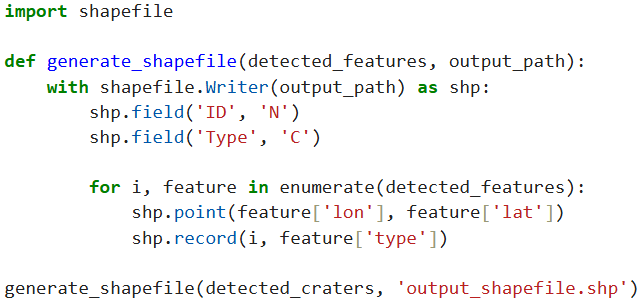 import shapefile

def generate_shapefile(detected_features, output_path):
    with shapefile.Writer(output_path) as shp:
        shp.field('ID', 'N')
        shp.field('Type', 'C')

        for i, feature in enumerate(detected_features):
            shp.point(feature['lon'], feature['lat'])
            shp.record(i, feature['type'])

generate_shapefile(detected_craters, 'output_shapefile.shp')